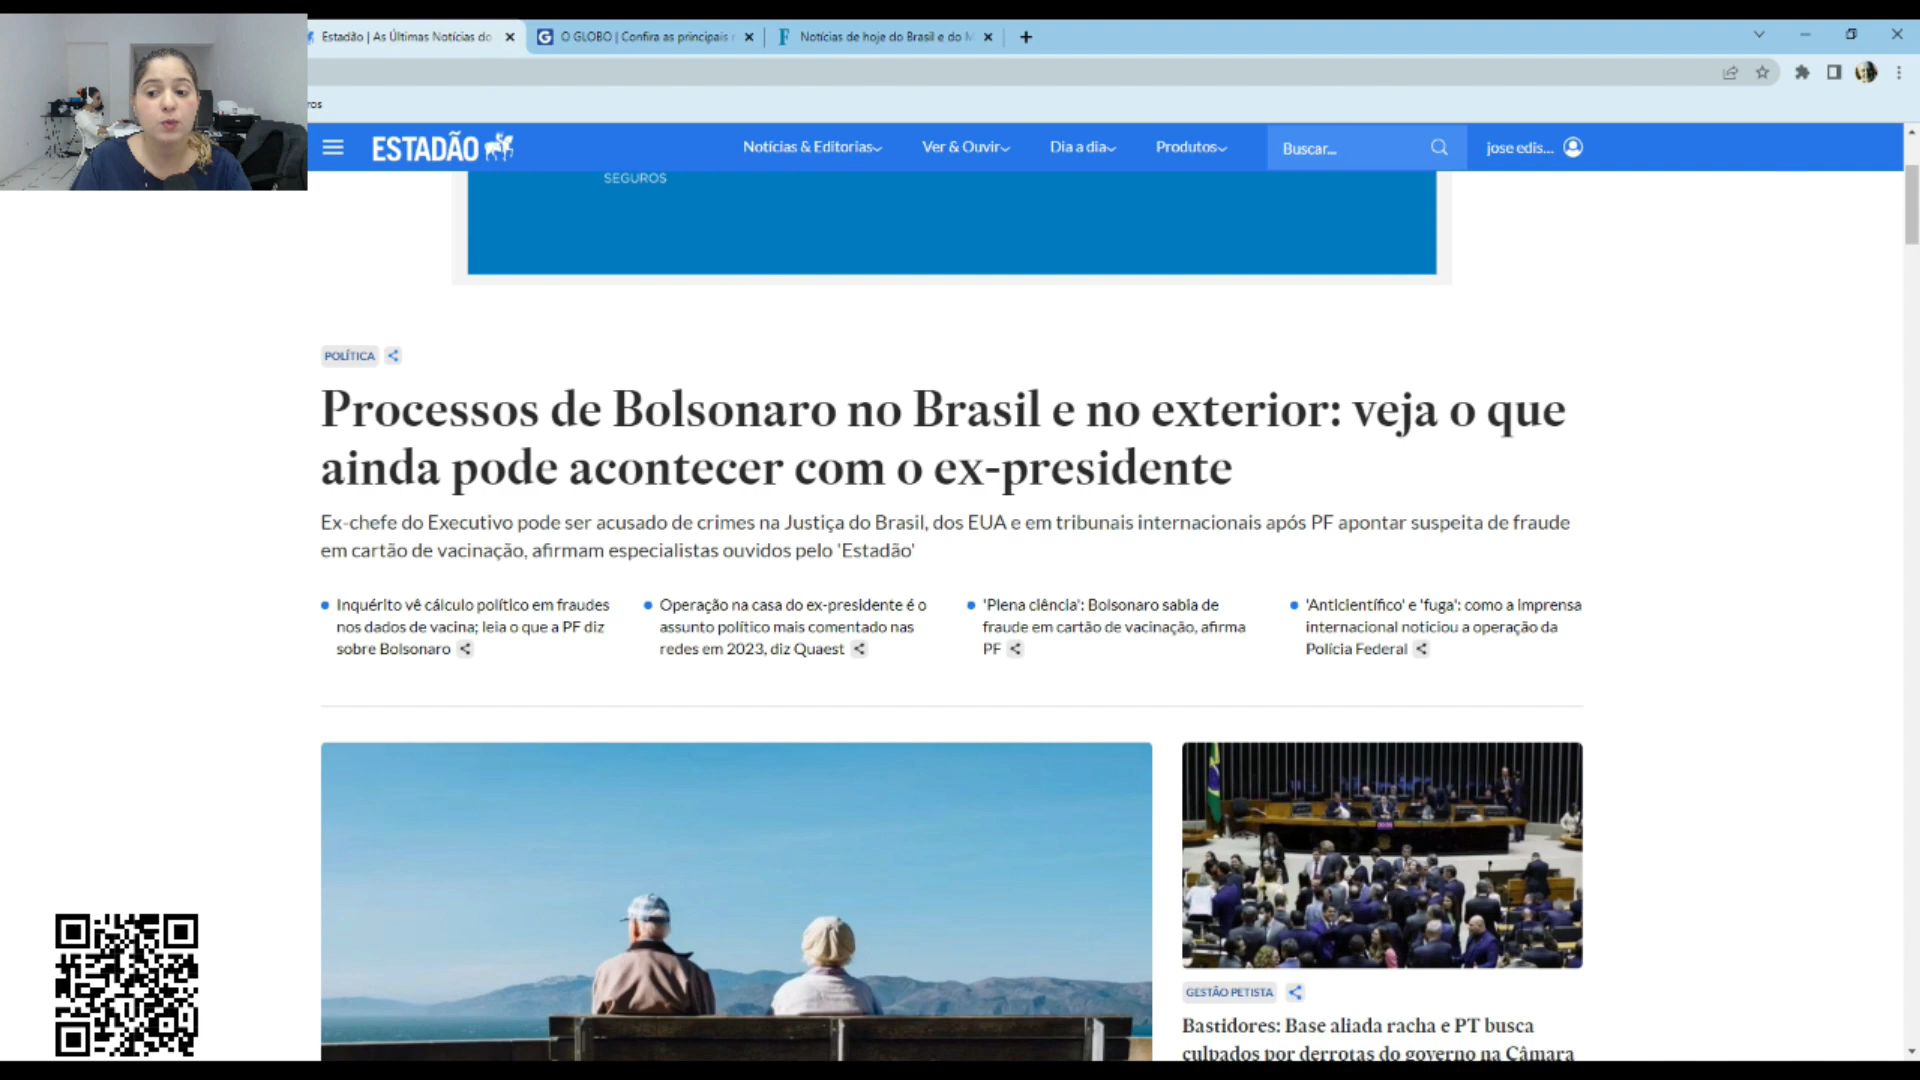 Estadão | As Últimas Notícias do
O GLOBO | Confira as principais
Notícias de hoje do Brasil e do M
ros
ESTADÃO
Notícias & Editorias
Ver & Ouvir
Dia a dia
Produtos
Buscar...
jose edis...
SEGUROS
POLÍTICA
Processos de Bolsonaro no Brasil e no exterior: veja o que
ainda pode acontecer com o ex-presidente
Ex-chefe do Executivo pode ser acusado de crimes na Justiça do Brasil, dos EUA e em tribunais internacionais após PF apontar suspeita de fraude
em cartão de vacinação, afirmam especialistas ouvidos pelo 'Estadão'
Inquérito vê cálculo político em fraudes
nos dados de vacina; leia o que a PF diz
sobre Bolsonaro
Operação na casa do ex-presidente é o
assunto político mais comentado nas
redes em 2023, diz Quaest
'Plena ciência': Bolsonaro sabia de
fraude em cartão de vacinação, afirma
PF
'Anticientífico' e 'fuga': como a imprensa
internacional noticiou a operação da
Polícia Federal
GESTÃO PETISTA
Bastidores: Base aliada racha e PT busca
culpados por derrotas do governo na Câmara